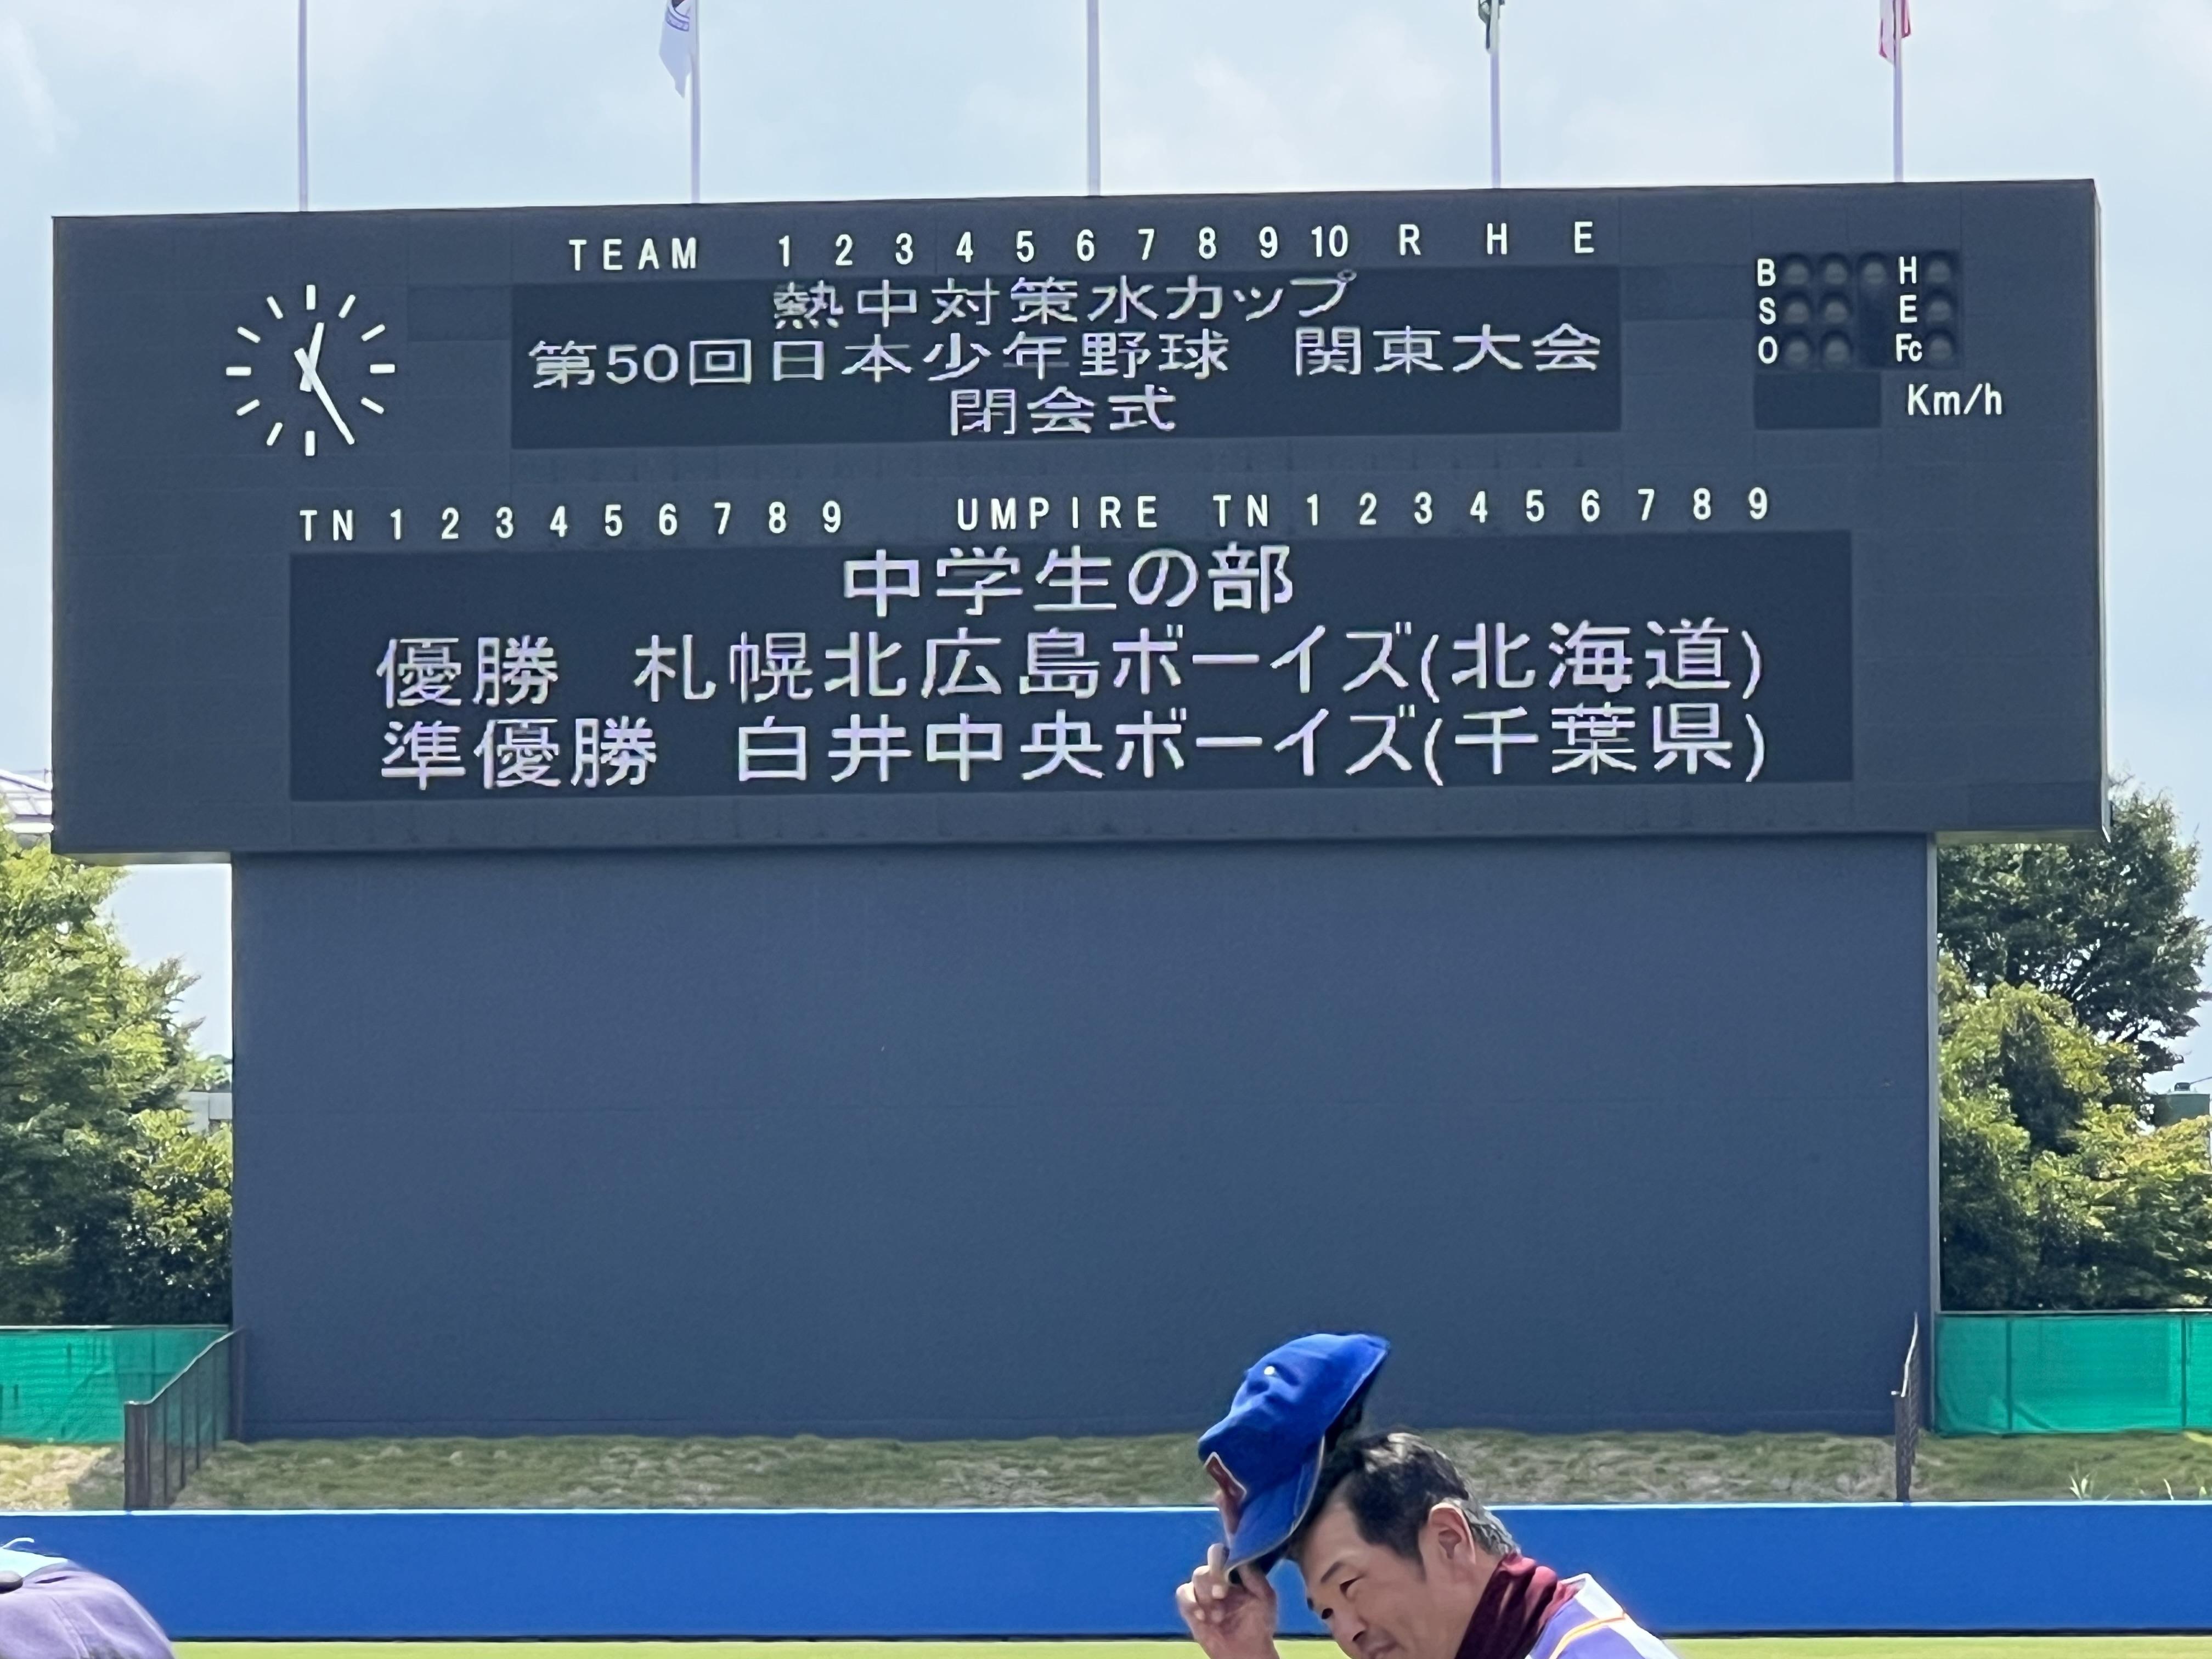 TEAM 1 2 3 4 5 6 7 8 9 10 R H E
熱中対策水カップ
第50回日本少年野球 関東大会
閉会式
B H
S E
O Fc
Km/h
TN 1 2 3 4 5 6 7 8 9 UMPIRE TN 1 2 3 4 5 6 7 8 9
中学生の部
優勝 札幌北広島ボーイズ(北海道)
準優勝 白井中央ボーイズ(千葉県)